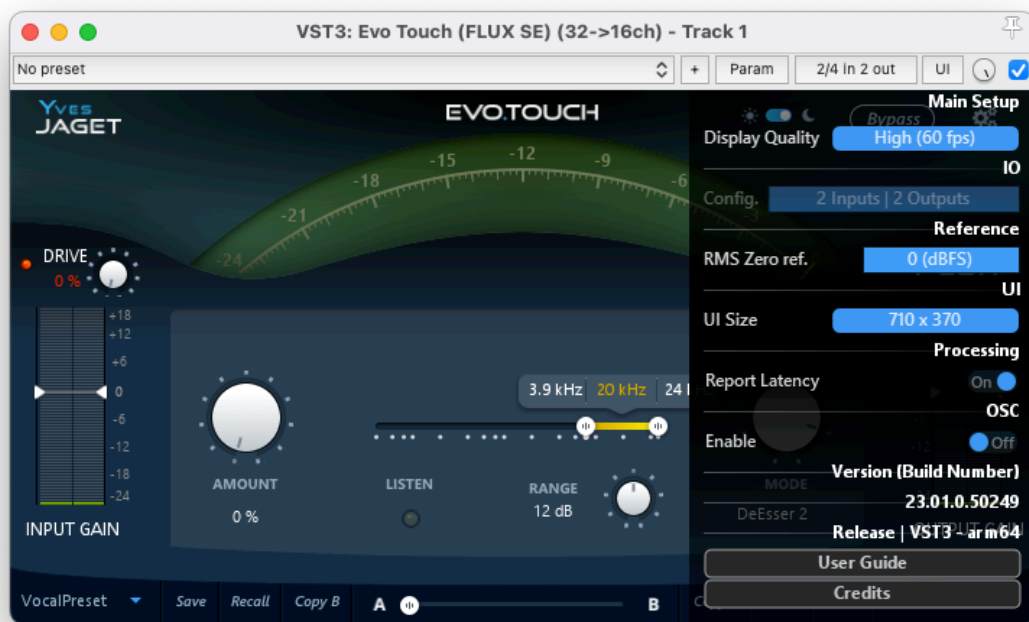 VST3: Evo Touch (FLUX SE) (32->16ch) - Track 1
No preset
+
Param
2/4 in 2 out
UI
YVES
JAGET
EVO.TOUCH
Bypass
Main Setup
Display Quality
High (60 fps)
IO
Config.
2 Inputs | 2 Outputs
Reference
RMS Zero ref.
0 (dBFS)
UI
UI Size
710 x 370
Processing
Report Latency
On
OSC
Enable
Off
Version (Build Number)
23.01.0.50249
Release | VST3 - arm64
User Guide
Credits
-24
-21
-18
-15
-12
-9
-6
-3
DRIVE
0 %
+18
+12
+6
0
-6
-12
-18
-24
INPUT GAIN
AMOUNT
0 %
3.9 kHz
20 kHz
24
LISTEN
RANGE
12 dB
MODE
DeEsser 2
-12
OUTPUT GAIN
VocalPreset
Save
Recall
Copy B
A
B